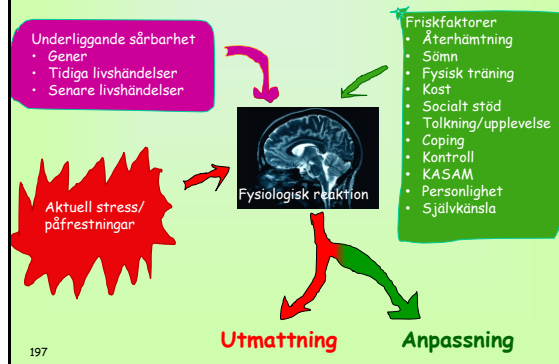 Underliggande sårbarhet
• Gener
• Tidiga livshändelser
• Senare livshändelser
Friskfaktorer
• Återhämtning
• Sömn
• Fysisk träning
• Kost
• Socialt stöd
• Tolkning/upplevelse
• Coping
• Kontroll
• KASAM
• Personlighet
• Självkänsla
Fysiologisk reaktion
Aktuell stress/
påfrestningar
Utmattning
Anpassning
197